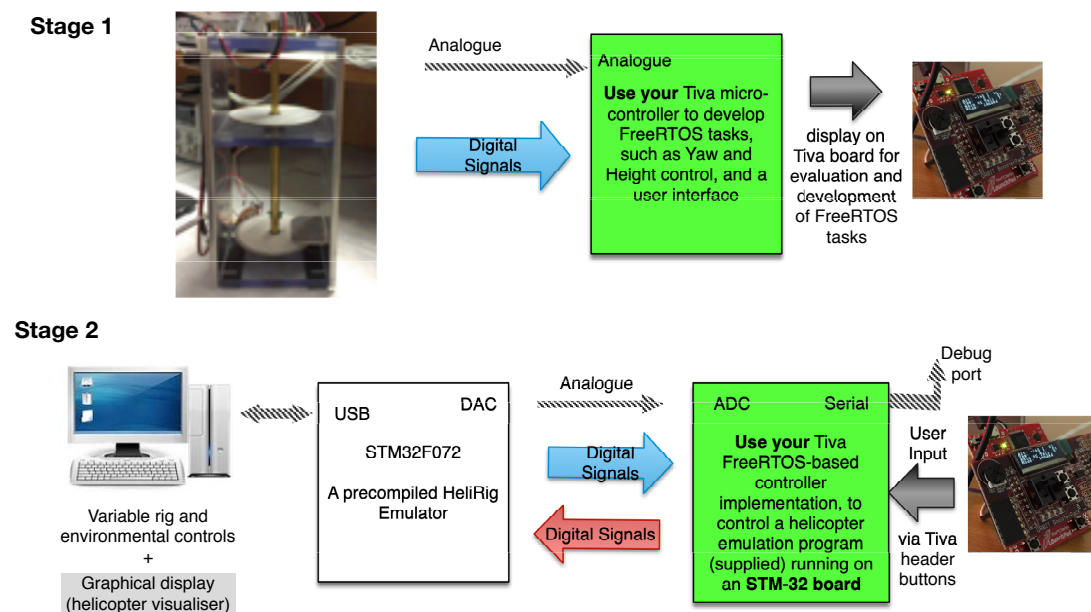 Stage 1
Analogue
Digital
Signals
Analogue
Use your Tiva micro-
controller to develop
FreeRTOS tasks,
such as Yaw and
Height control, and a
user interface
display on
Tiva board for
evaluation and
development
of FreeRTOS
tasks
Stage 2
Variable rig and
environmental controls
+
Graphical display
(helicopter visualiser)
USB
DAC
STM32F072
A precompiled HeliRig
Emulator
Analogue
Digital
Signals
Digital Signals
ADC
Serial
Use your Tiva
FreeRTOS-based
controller
implementation, to
control a helicopter
emulation program
(supplied) running on
an STM-32 board
Debug
port
User
Input
via Tiva
header
buttons